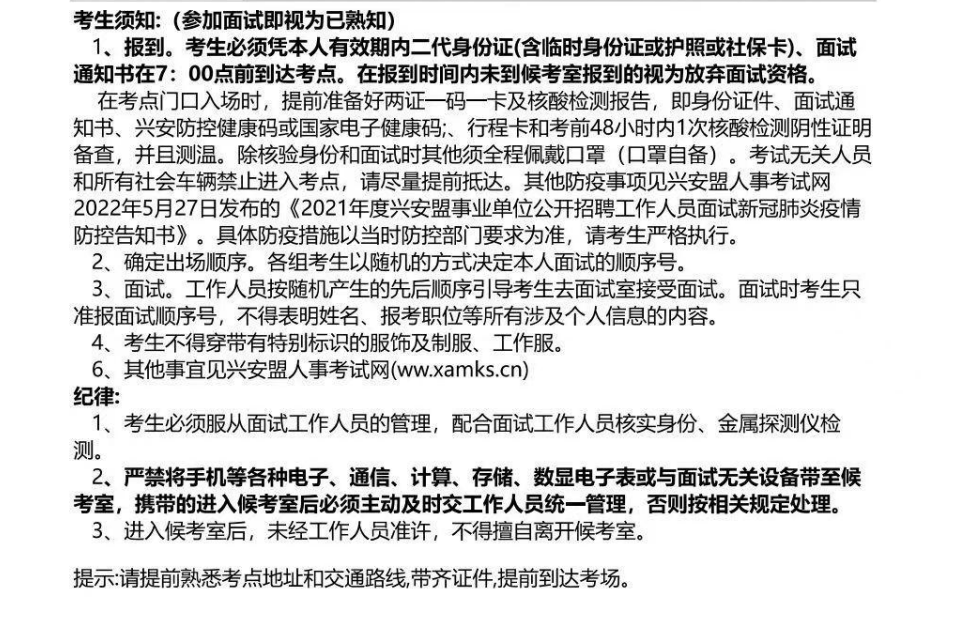 考生须知:（参加面试即视为已熟知）
1、报到。考生必须凭本人有效期内二代身份证(含临时身份证或护照或社保卡)、面试
通知书在7：00点前到达考点。在报到时间内未到候考室报到的视为放弃面试资格。
在考点门口入场时，提前准备好两证一码一卡及核酸检测报告，即身份证件、面试通
知书、兴安防控健康码或国家电子健康码;、行程卡和考前48小时内1次核酸检测阴性证明
备查，并且测温。除核验身份和面试时其他须全程佩戴口罩（口罩自备）。考试无关人员
和所有社会车辆禁止进入考点，请尽量提前抵达。其他防疫事项见兴安盟人事考试网
2022年5月27日发布的《2021年度兴安盟事业单位公开招聘工作人员面试新冠肺炎疫情
防控告知书》。具体防疫措施以当时防控部门要求为准，请考生严格执行。
2、确定出场顺序。各组考生以随机的方式决定本人面试的顺序号。
3、面试。工作人员按随机产生的先后顺序引导考生去面试室接受面试。面试时考生只
准报面试顺序号，不得表明姓名、报考职位等所有涉及个人信息的内容。
4、考生不得穿带有特别标识的服饰及制服、工作服。
6、其他事宜见兴安盟人事考试网(ww.xamks.cn)
纪律:
1、考生必须服从面试工作人员的管理，配合面试工作人员核实身份、金属探测仪检
测。
2、严禁将手机等各种电子、通信、计算、存储、数显电子表或与面试无关设备带至候
考室，携带的进入候考室后必须主动及时交工作人员统一管理，否则按相关规定处理。
3、进入候考室后，未经工作人员准许，不得擅自离开候考室。
提示:请提前熟悉考点地址和交通路线,带齐证件,提前到达考场。